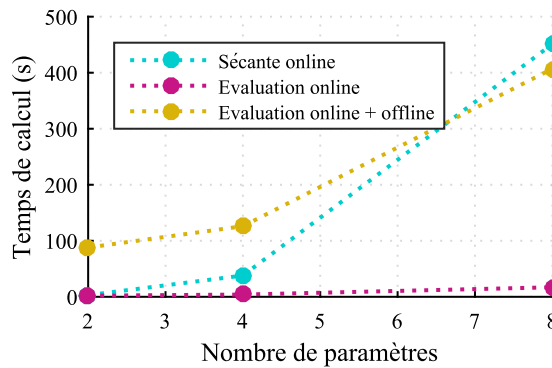 500
400
300
200
100
0
Temps de calcul (s)
Sécante online
Evaluation online
Evaluation online + offline
2 3 4 5 6 7 8
Nombre de paramètres